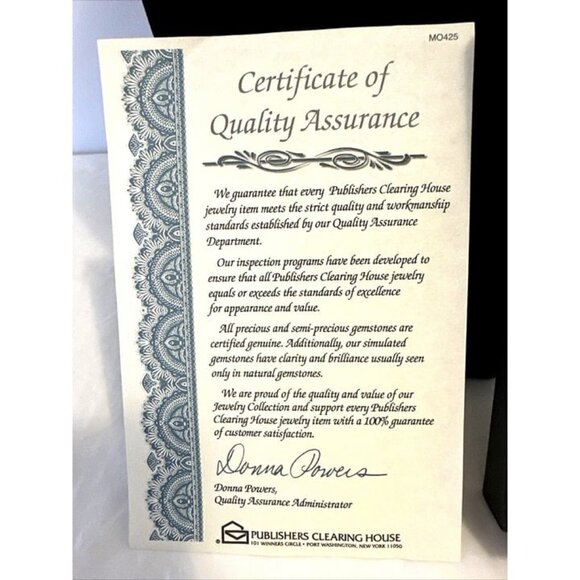 MO425
Certificate of
Quality Assurance
We guarantee that every Publishers Clearing House
jewelry item meets the strict quality and workmanship
standards established by our Quality Assurance
Department.
Our inspection programs have been developed to
ensure that all Publishers Clearing House jewelry
equals or exceeds the standards of excellence
for appearance and value.
All precious and semi-precious gemstones are
certified genuine. Additionally, our simulated
gemstones have clarity and brilliance usually seen
only in natural gemstones.
We are proud of the quality and value of our
Jewelry Collection and support every Publishers
Clearing House jewelry item with a 100% guarantee
of customer satisfaction.
Donna Powers
Donna Powers,
Quality Assurance Administrator
® PUBLISHERS CLEARING HOUSE
101 WINNERS CIRCLE • PORT WASHINGTON, NEW YORK 11050